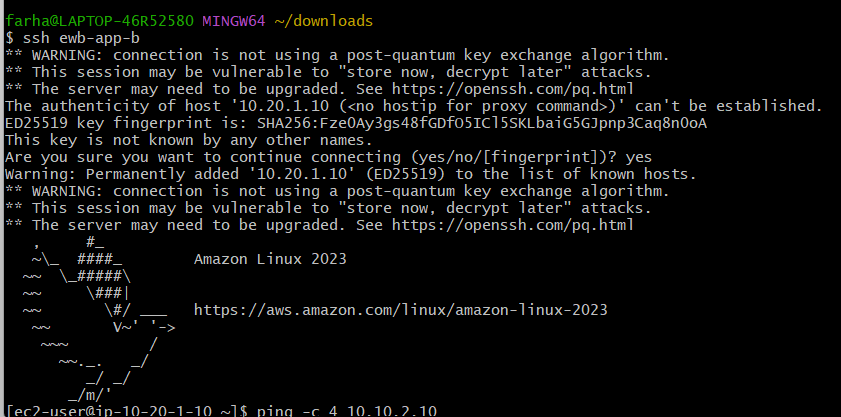 farha@LAPTOP-46R52580 MINGW64 ~/downloads
$ ssh ewb-app-b
** WARNING: connection is not using a post-quantum key exchange algorithm.
** This session may be vulnerable to "store now, decrypt later" attacks.
** The server may need to be upgraded. See https://openssh.com/pq.html
The authenticity of host '10.20.1.10 (<no hostip for proxy command>)' can't be established.
ED25519 key fingerprint is: SHA256:FzeOAy3gs48fGDfO5ICl5SKLbaiG5GJpnp3Caq8nOoA
This key is not known by any other names.
Are you sure you want to continue connecting (yes/no/[fingerprint])? yes
Warning: Permanently added '10.20.1.10' (ED25519) to the list of known hosts.
** WARNING: connection is not using a post-quantum key exchange algorithm.
** This session may be vulnerable to "store now, decrypt later" attacks.
** The server may need to be upgraded. See https://openssh.com/pq.html
   ,     #_
   ~\_  ####_        Amazon Linux 2023
  ~~  \_#####\
  ~~     \###|
  ~~       \#/ ___   https://aws.amazon.com/linux/amazon-linux-2023
   ~~       V~' '->
    ~~~         /
      ~~._.   _/
         _/ _/
       _/m/'
[ec2-user@ip-10-20-1-10 ~]$ ping -c 4 10.10.2.10